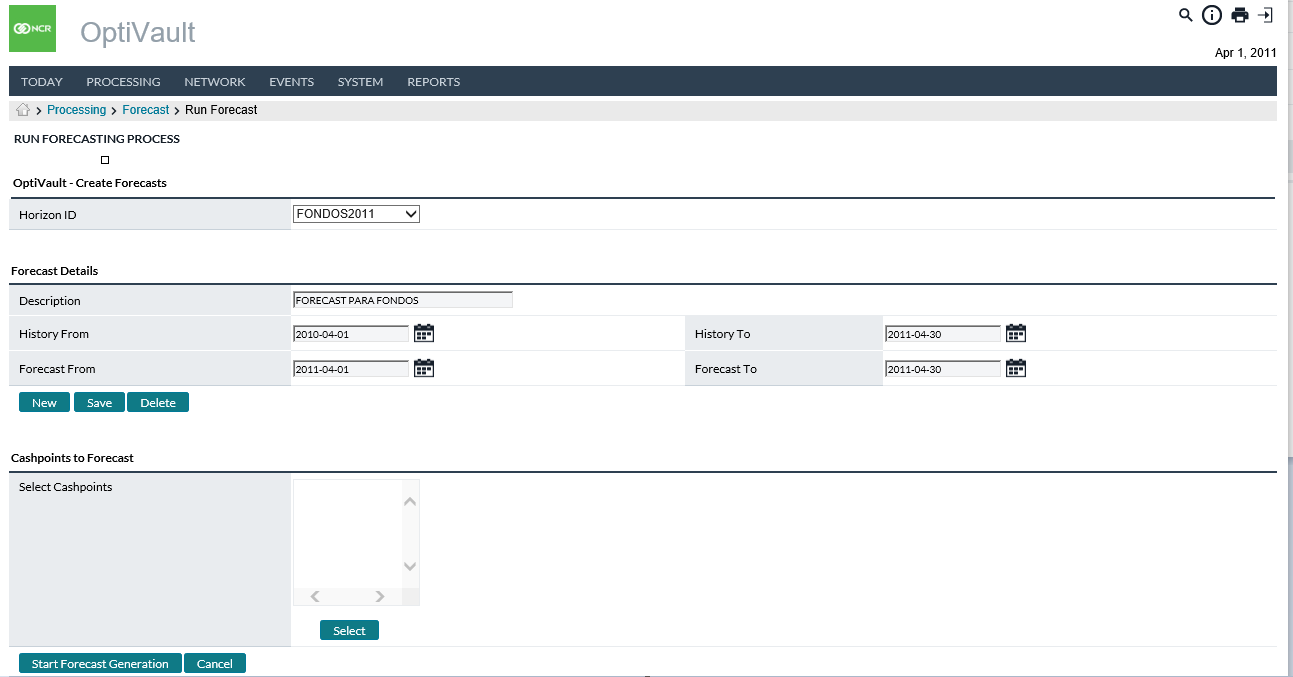 NCR
OptiVault
Apr 1, 2011
TODAY PROCESSING NETWORK EVENTS SYSTEM REPORTS
> Processing > Forecast > Run Forecast
RUN FORECASTING PROCESS
OptiVault - Create Forecasts
Horizon ID FONDOS2011
Forecast Details
Description FORECAST PARA FONDOS
History From 2010-04-01 History To 2011-04-30
Forecast From 2011-04-01 Forecast To 2011-04-30
New Save Delete
Cashpoints to Forecast
Select Cashpoints
Select
Start Forecast Generation Cancel